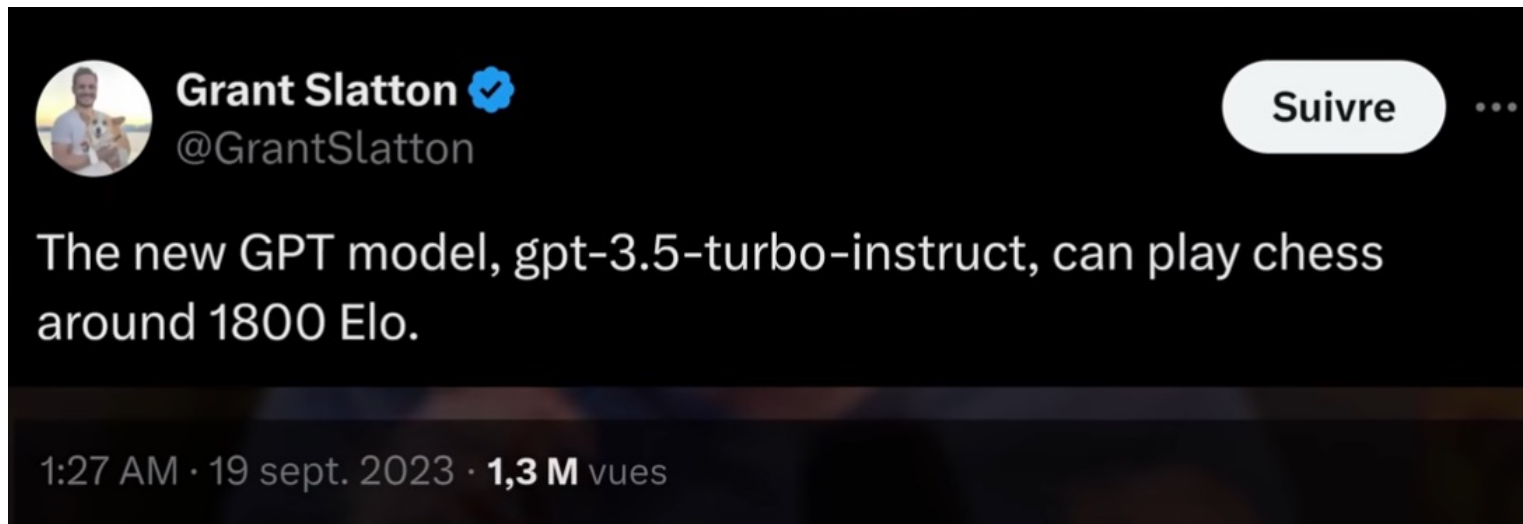 Grant Slatton
@GrantSlatton
Suivre
The new GPT model, gpt-3.5-turbo-instruct, can play chess
around 1800 Elo.
1:27 AM · 19 sept. 2023 · 1,3 M vues